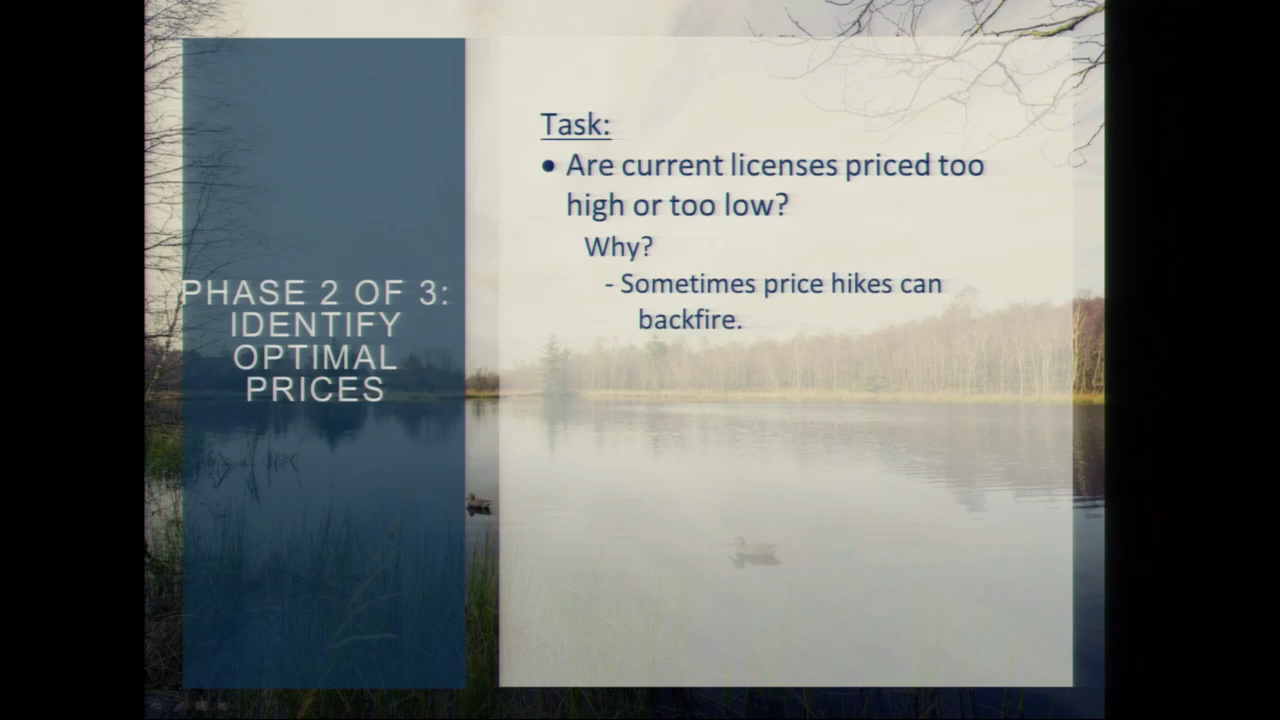 PHASE 2 OF 3:
IDENTIFY
OPTIMAL
PRICES
Task:
• Are current licenses priced too
high or too low?
Why?
- Sometimes price hikes can
backfire.